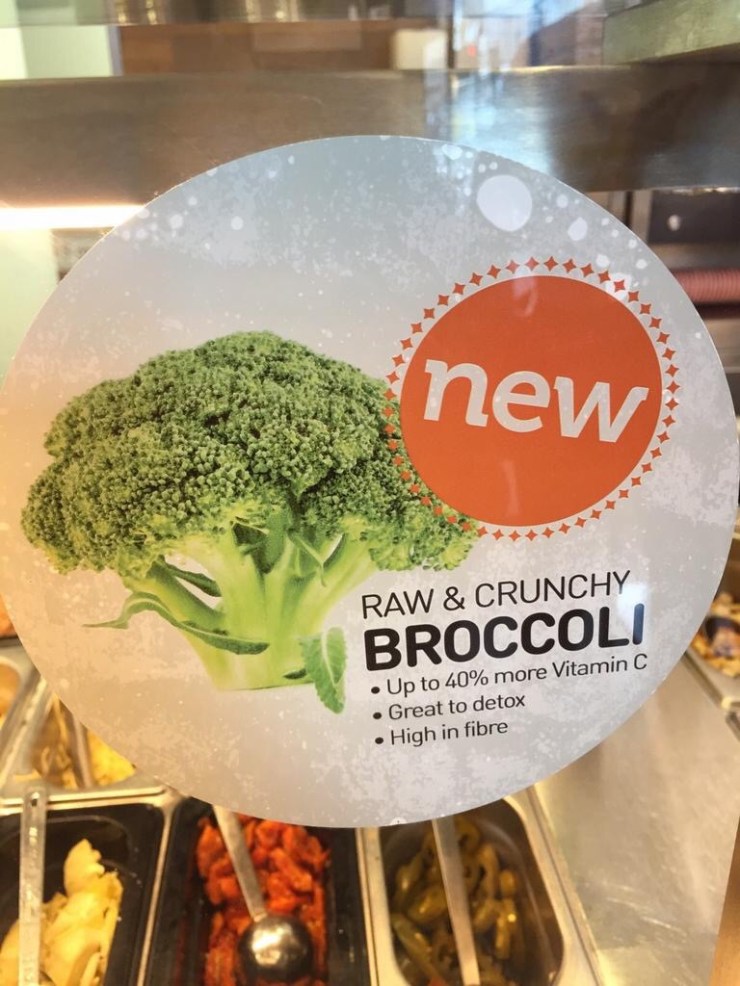 new
RAW & CRUNCHY
BROCCOLI
• Up to 40% more Vitamin C
• Great to detox
• High in fibre